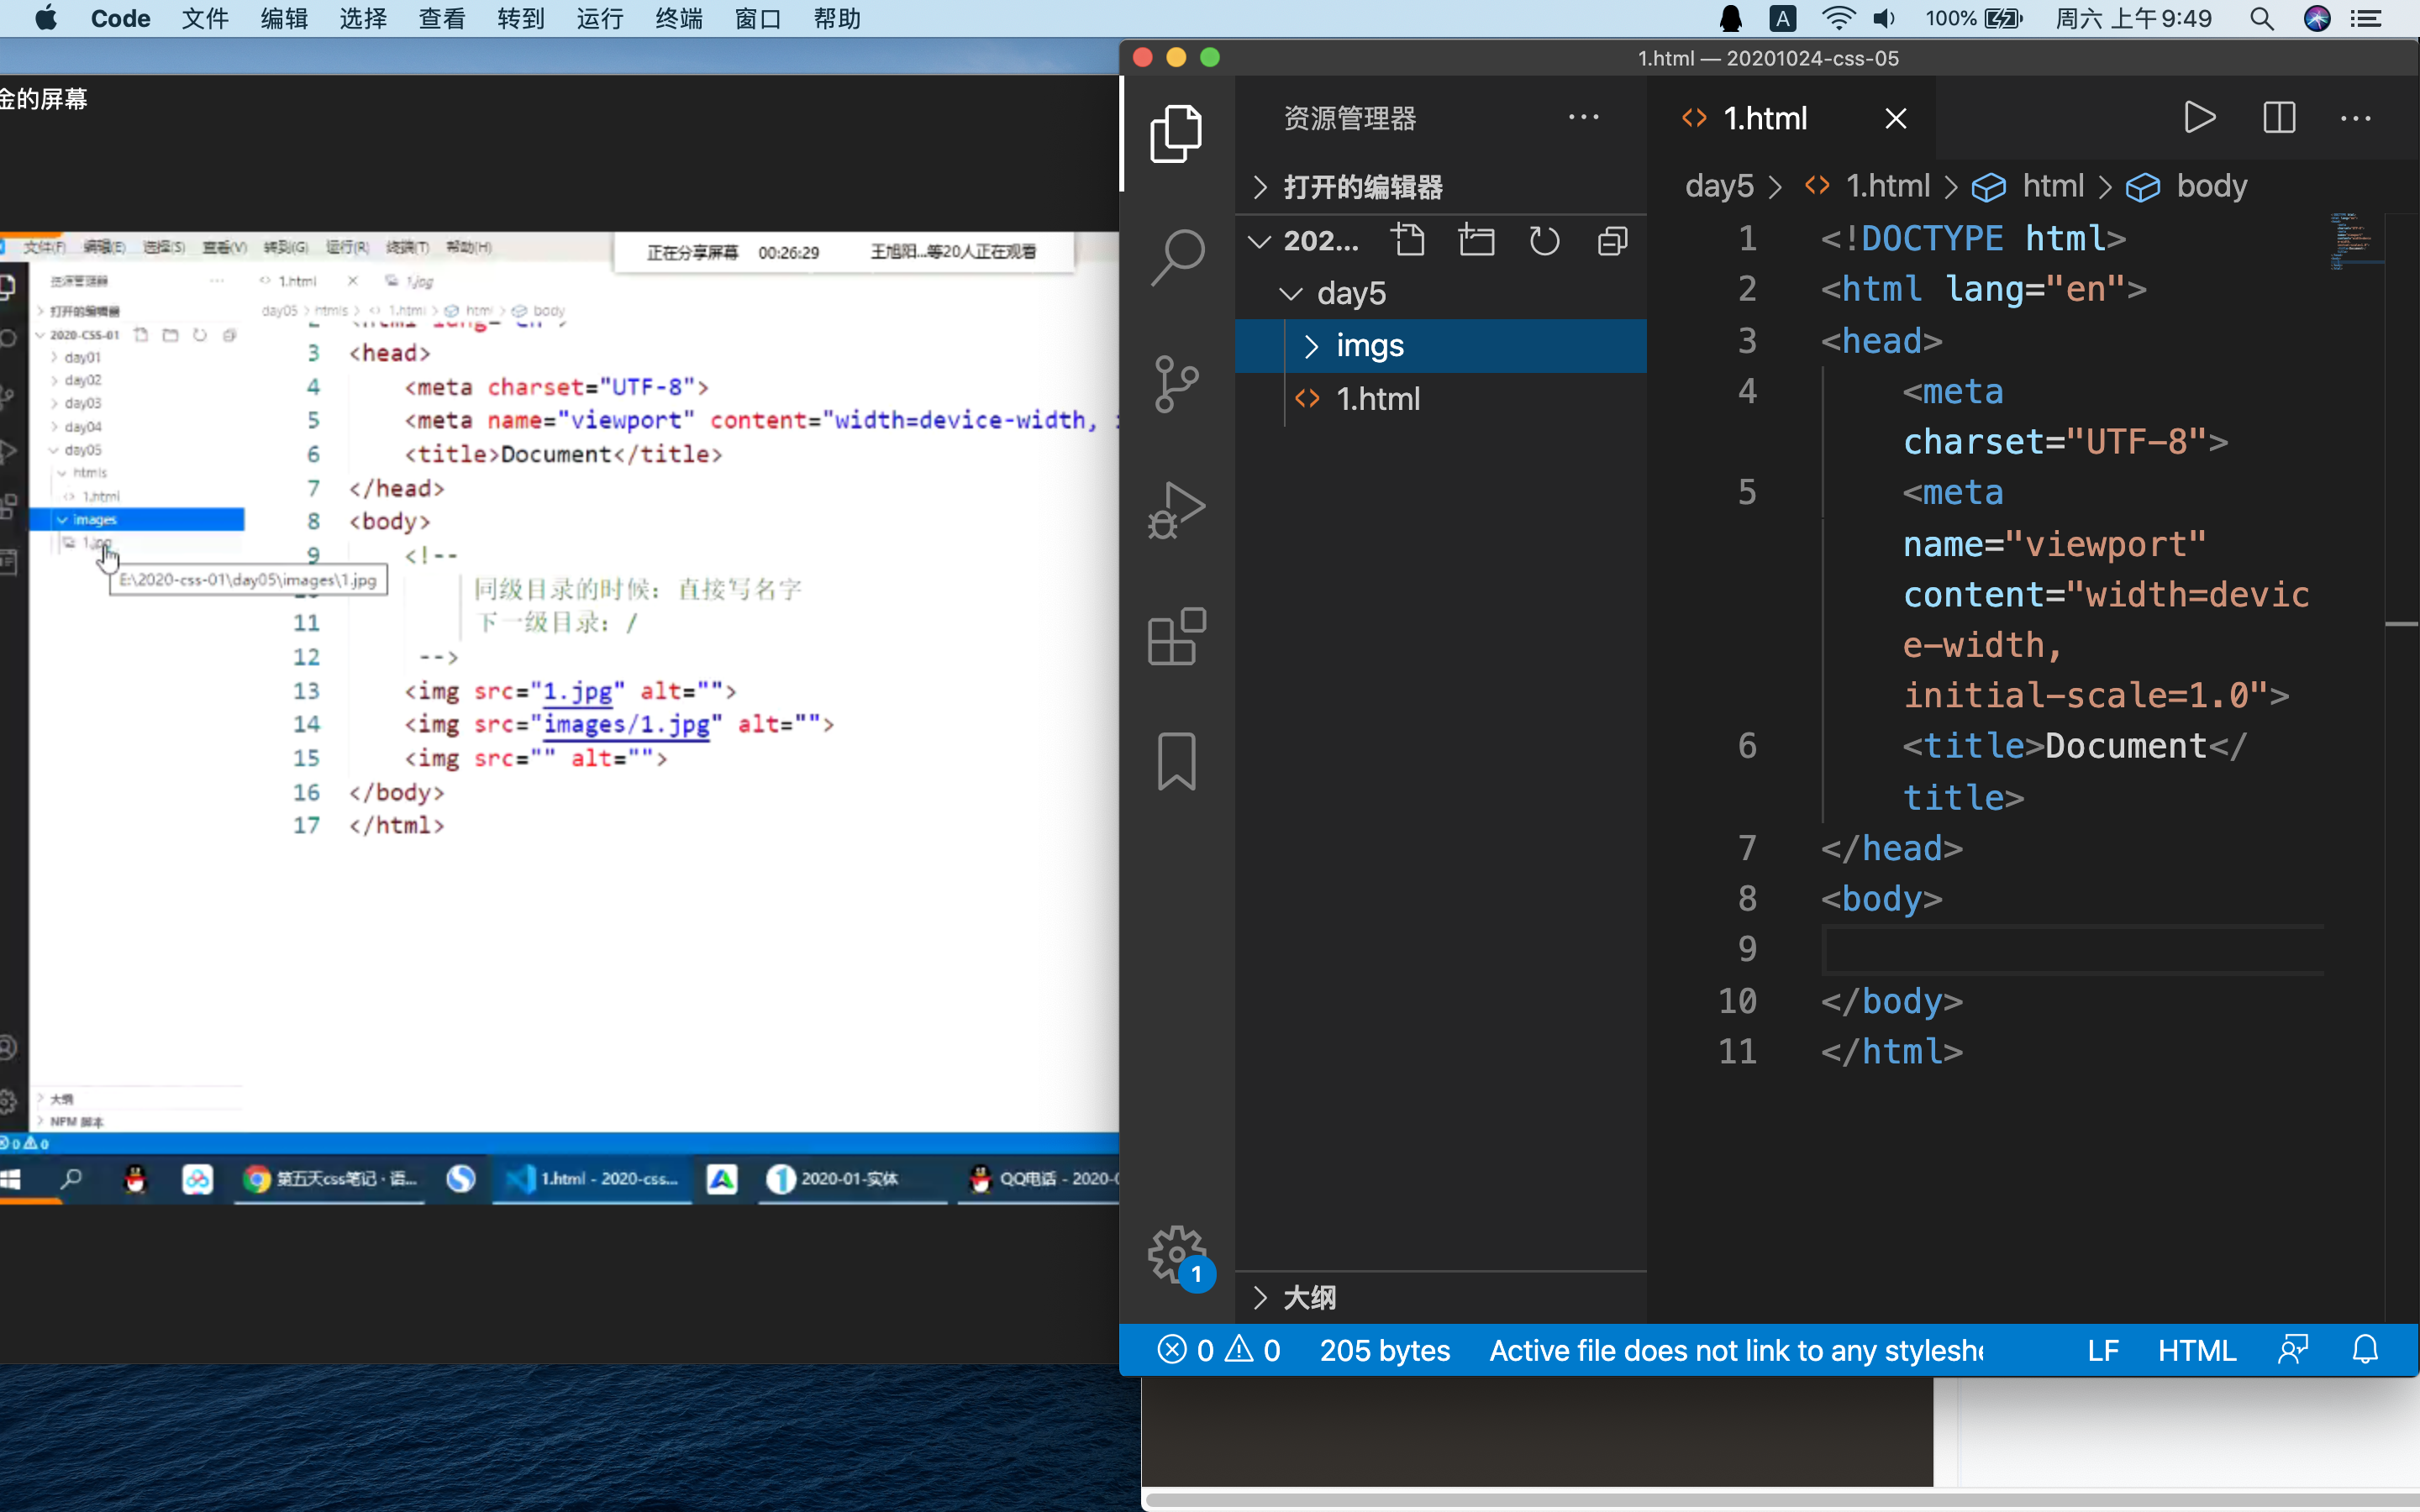 Code 文件 编辑 选择 查看 转到 运行 终端 窗口 帮助
A 100% 周六 上午9:49
金的屏幕
文件(F) 编辑(E) 选择(S) 查看(V) 转到(G) 运行(R) 终端(T) 帮助(H)
正在分享屏幕 00:26:29 王旭阳...等20人正在观看
资源管理器 ···
1.html
1.jpg
打开的编辑器
day05 > htmls > 1.html > html > body
2020-CSS-01
day01
day02
day03
day04
day05
htmls
1.html
images
1.jpg
E:\2020-css-01\day05\images\1.jpg
3 <head>
4 <meta charset="UTF-8">
5 <meta name="viewport" content="width=device-width,
6 <title>Document</title>
7 </head>
8 <body>
9 <!--
同级目录的时候：直接写名字
11 下一级目录：/
12 -->
13 <img src="1.jpg" alt="">
14 <img src="images/1.jpg" alt="">
15 <img src="" alt="">
16 </body>
17 </html>
大纲
NPM 脚本
0 0
第五天css笔记 · 语...
1.html - 2020-css...
2020-01-实体
QQ电话 - 2020-0
1.html — 20201024-css-05
资源管理器 ···
打开的编辑器
202...
day5
imgs
1.html
大纲
1.html
day5 > 1.html > html > body
1 <!DOCTYPE html>
2 <html lang="en">
3 <head>
4 <meta
charset="UTF-8">
5 <meta
name="viewport"
content="width=devic
e-width,
initial-scale=1.0">
6 <title>Document</
title>
7 </head>
8 <body>
9
10 </body>
11 </html>
1
0 0 205 bytes Active file does not link to any styleshe LF HTML